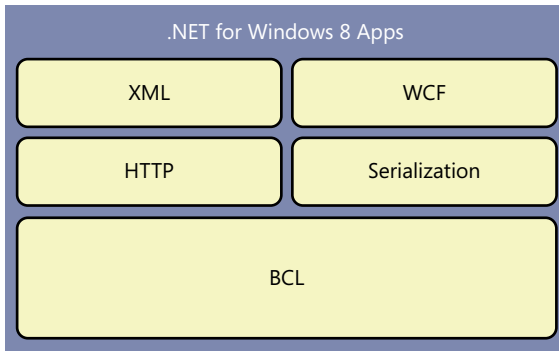 .NET for Windows 8 Apps
XML
WCF
HTTP
Serialization
BCL